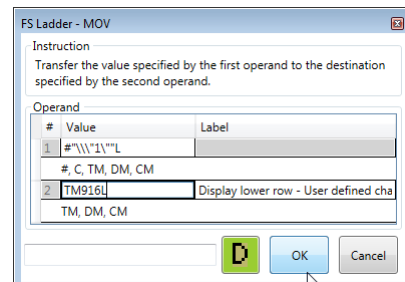 FS Ladder - MOV
Instruction
Transfer the value specified by the first operand to the destination
specified by the second operand.
Operand
# Value Label
1 #"\\\"1\""L
#, C, TM, DM, CM
2 TM916L Display lower row - User defined cha
TM, DM, CM
D OK Cancel